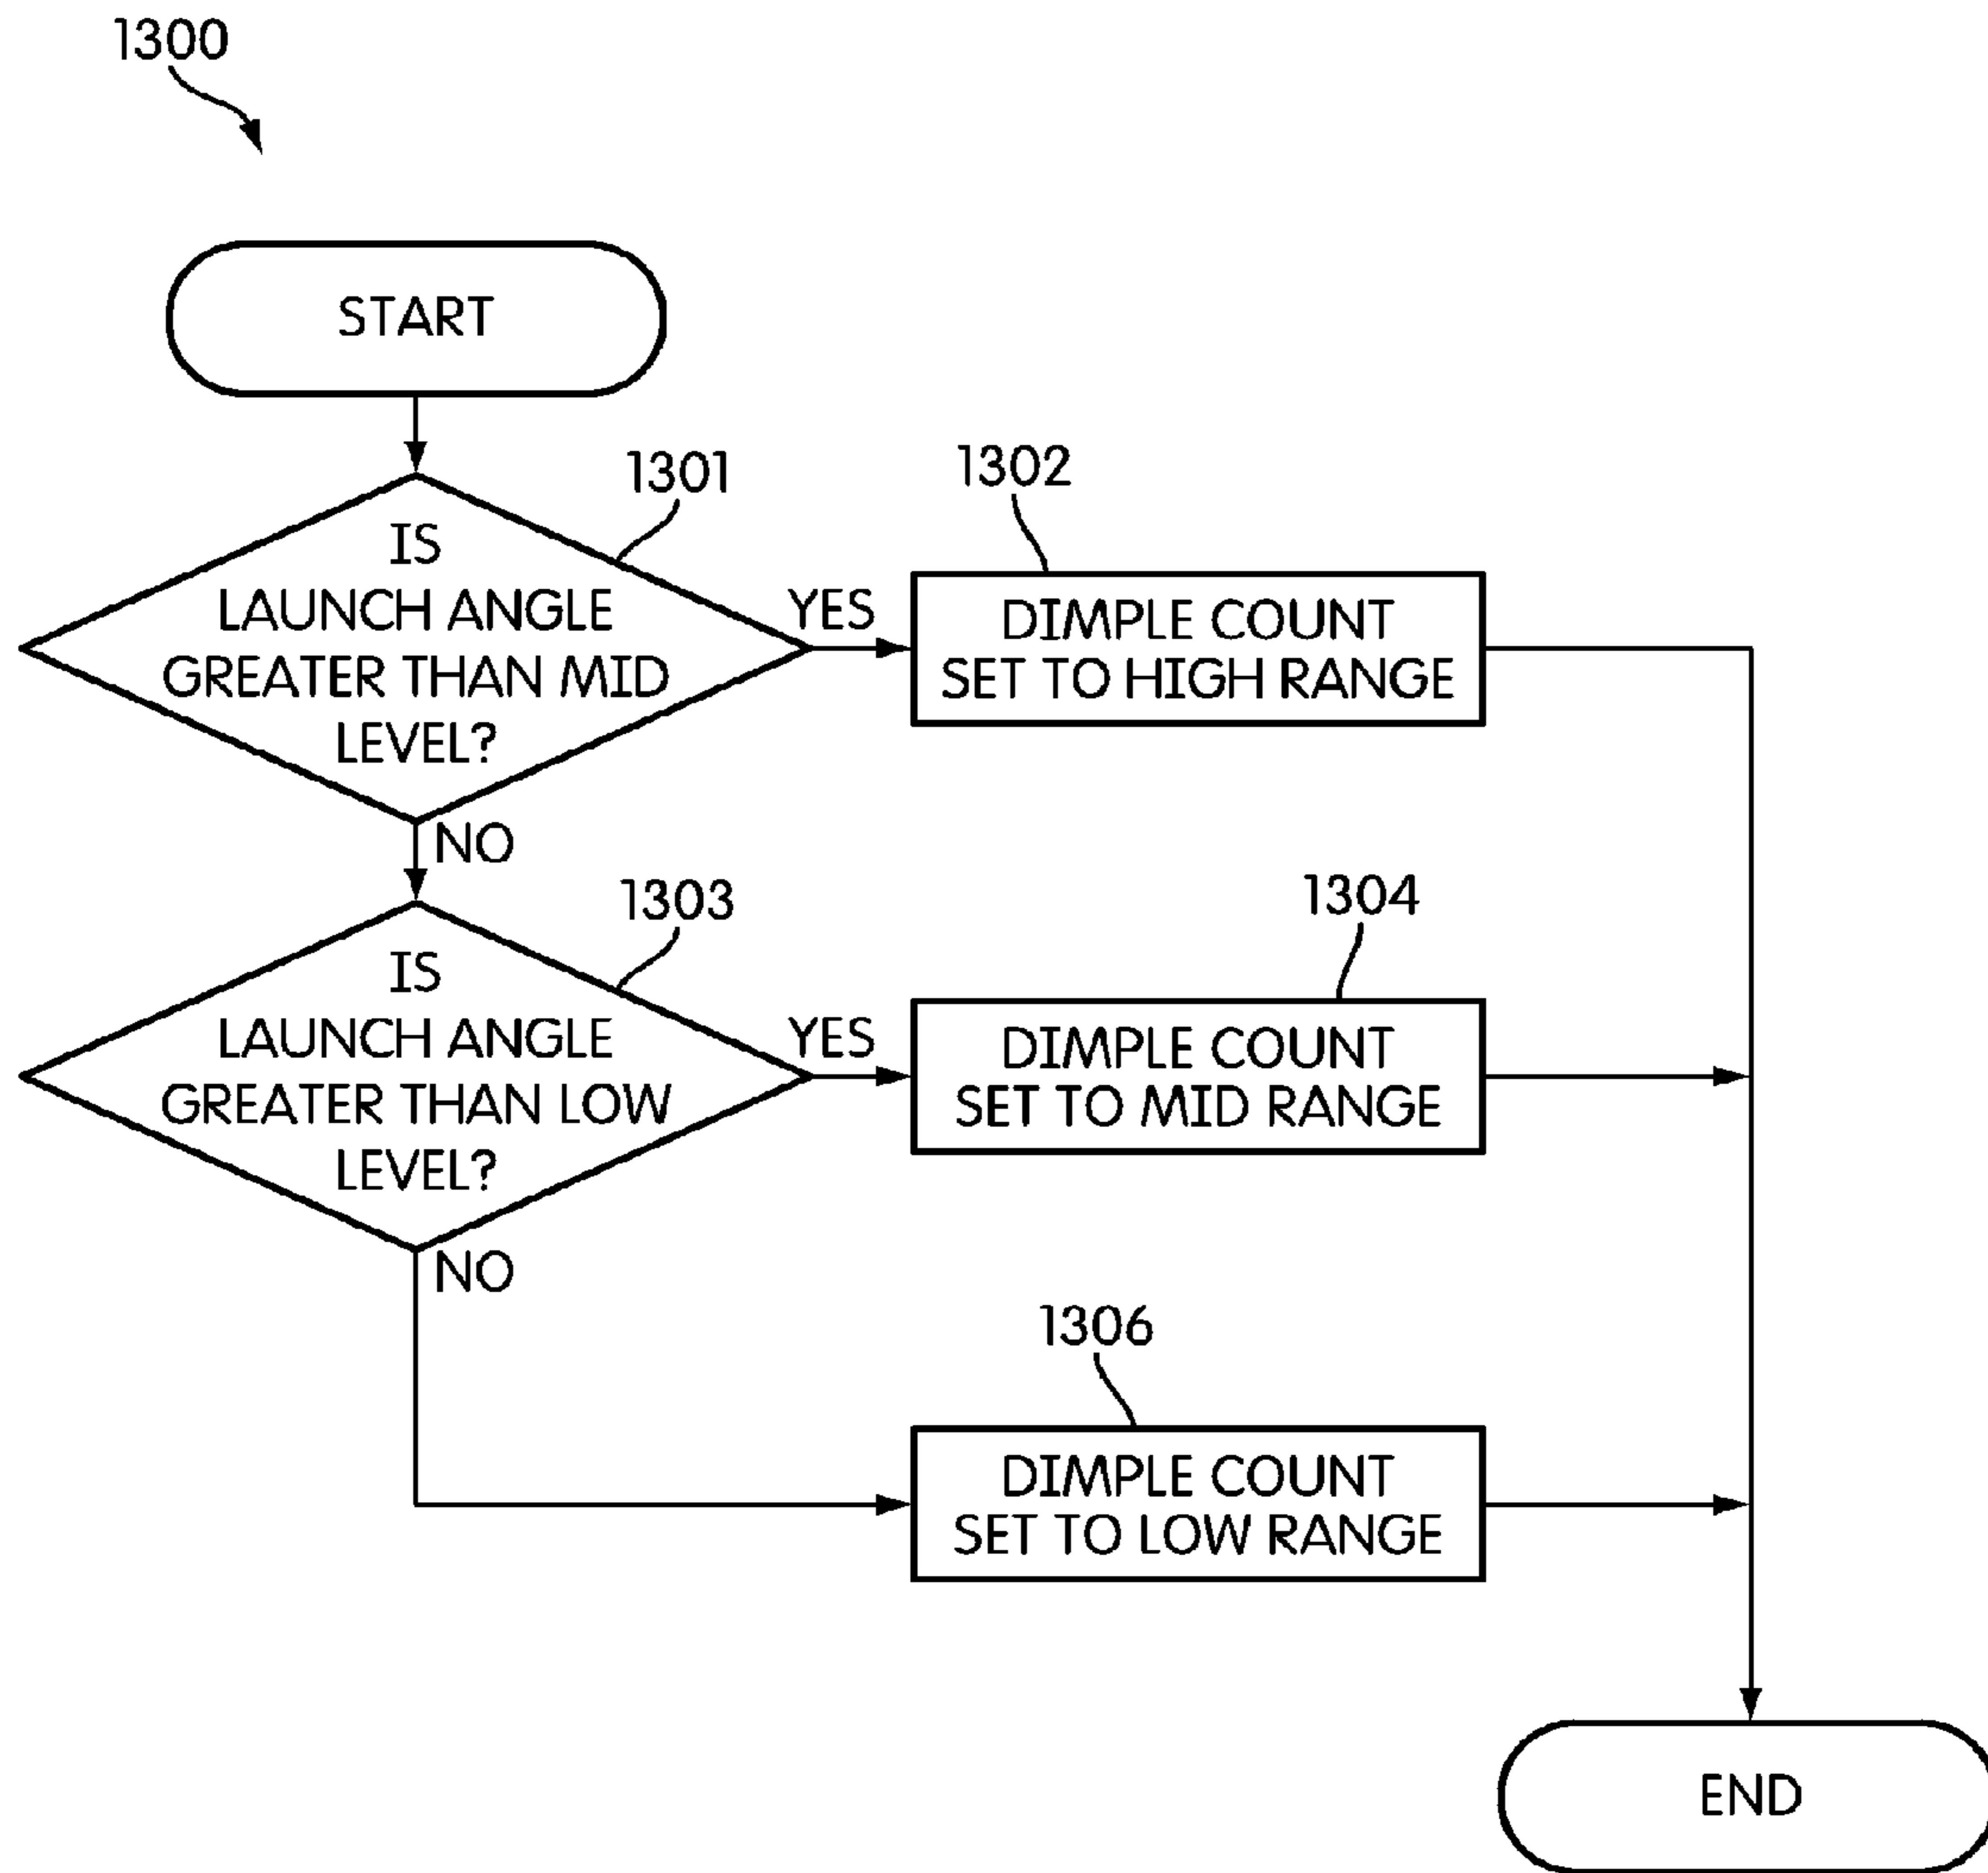 1300
START
1301
IS
LAUNCH ANGLE
GREATER THAN MID
LEVEL?
YES
1302
DIMPLE COUNT
SET TO HIGH RANGE
NO
1303
IS
LAUNCH ANGLE
GREATER THAN LOW
LEVEL?
YES
1304
DIMPLE COUNT
SET TO MID RANGE
NO
1306
DIMPLE COUNT
SET TO LOW RANGE
END